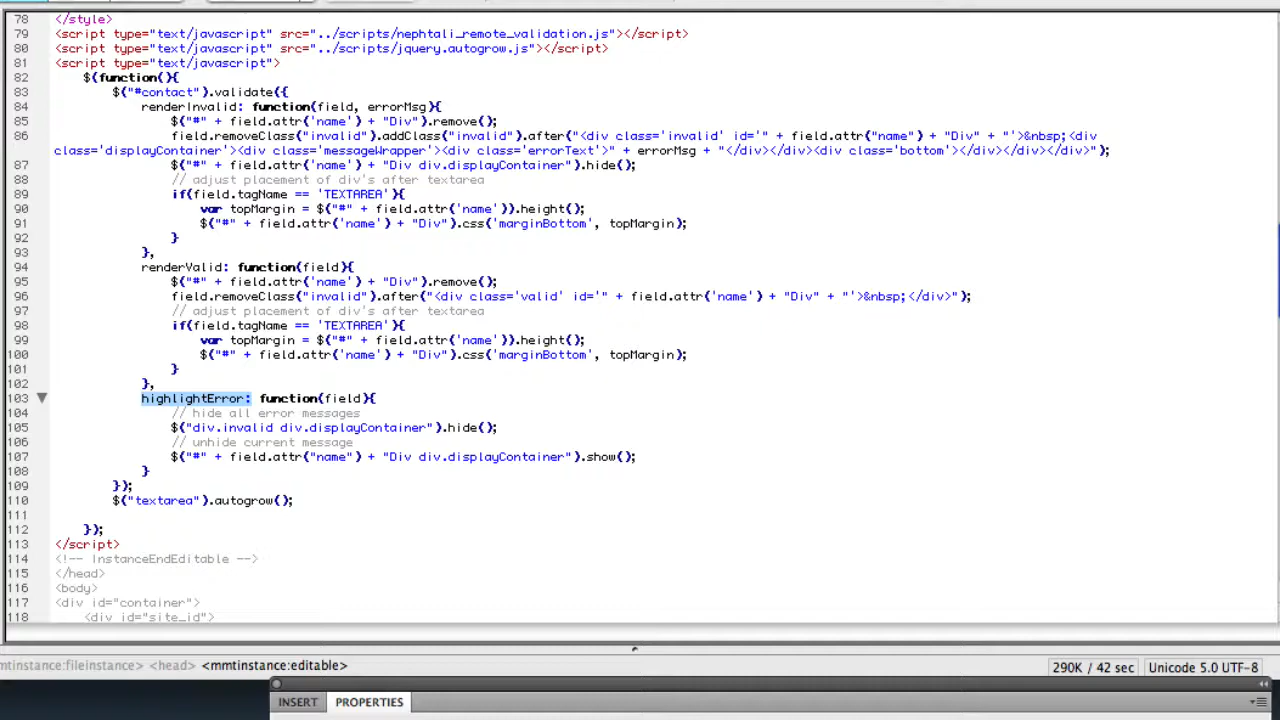 78 </style>
79 <script type="text/javascript" src="../scripts/nephtali_remote_validation.js"></script>
80 <script type="text/javascript" src="../scripts/jquery.autogrow.js"></script>
81 <script type="text/javascript">
82 $(function(){
83 $("#contact").validate({
84 renderInvalid: function(field, errorMsg){
85 $("#" + field.attr('name') + "Div").remove();
86 field.removeClass("invalid").addClass("invalid").after("<div class='invalid' id='" + field.attr("name") + "Div" + "'>&nbsp;<div
class='displayContainer'><div class='messageWrapper'><div class='errorText'>" + errorMsg + "</div></div><div class='bottom'></div></div></div>");
87 $("#" + field.attr('name') + "Div div.displayContainer").hide();
88 // adjust placement of div's after textarea
89 if(field.tagName == 'TEXTAREA'){
90 var topMargin = $("#" + field.attr('name')).height();
91 $("#" + field.attr('name') + "Div").css('marginBottom', topMargin);
92 }
93 },
94 renderValid: function(field){
95 $("#" + field.attr('name') + "Div").remove();
96 field.removeClass("invalid").after("<div class='valid' id='" + field.attr('name') + "Div" + "'>&nbsp;</div>");
97 // adjust placement of div's after textarea
98 if(field.tagName == 'TEXTAREA'){
99 var topMargin = $("#" + field.attr('name')).height();
100 $("#" + field.attr('name') + "Div").css('marginBottom', topMargin);
101 }
102 },
103 highlightError: function(field){
104 // hide all error messages
105 $("div.invalid div.displayContainer").hide();
106 // unhide current message
107 $("#" + field.attr("name") + "Div div.displayContainer").show();
108 }
109 });
110 $("textarea").autogrow();
111
112 });
113 </script>
114 <!-- InstanceEndEditable -->
115 </head>
116 <body>
117 <div id="container">
118 <div id="site_id">
mtinstance:fileinstance> <head> <mmtinstance:editable>
290K / 42 sec Unicode 5.0 UTF-8
INSERT PROPERTIES